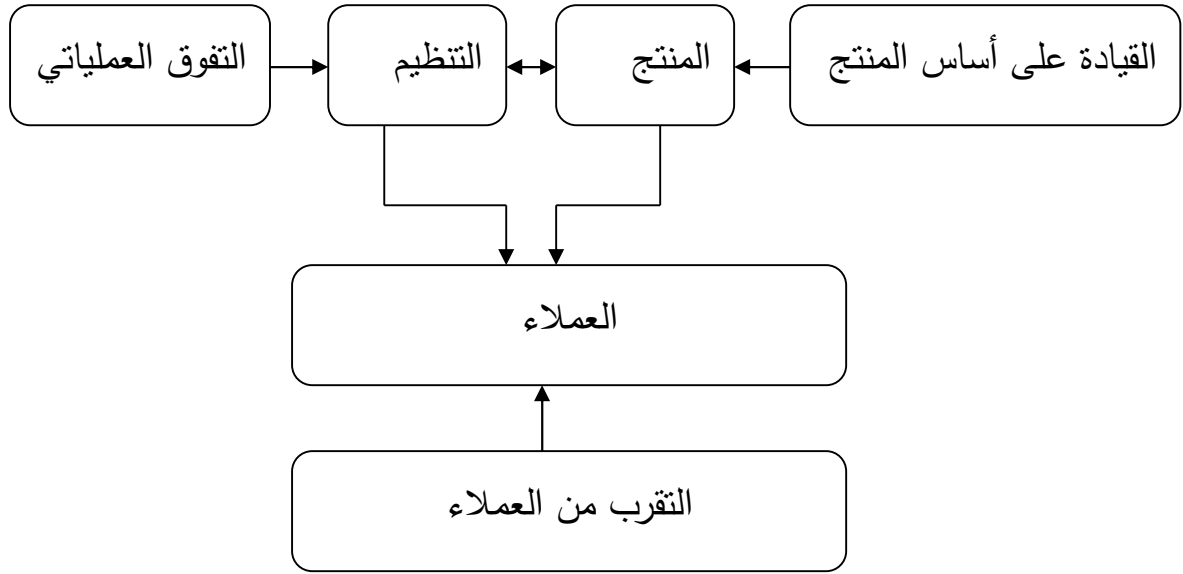 القيادة على أساس المنتج
المنتج
التنظيم
التفوق العملياتي
العملاء
التقرب من العملاء